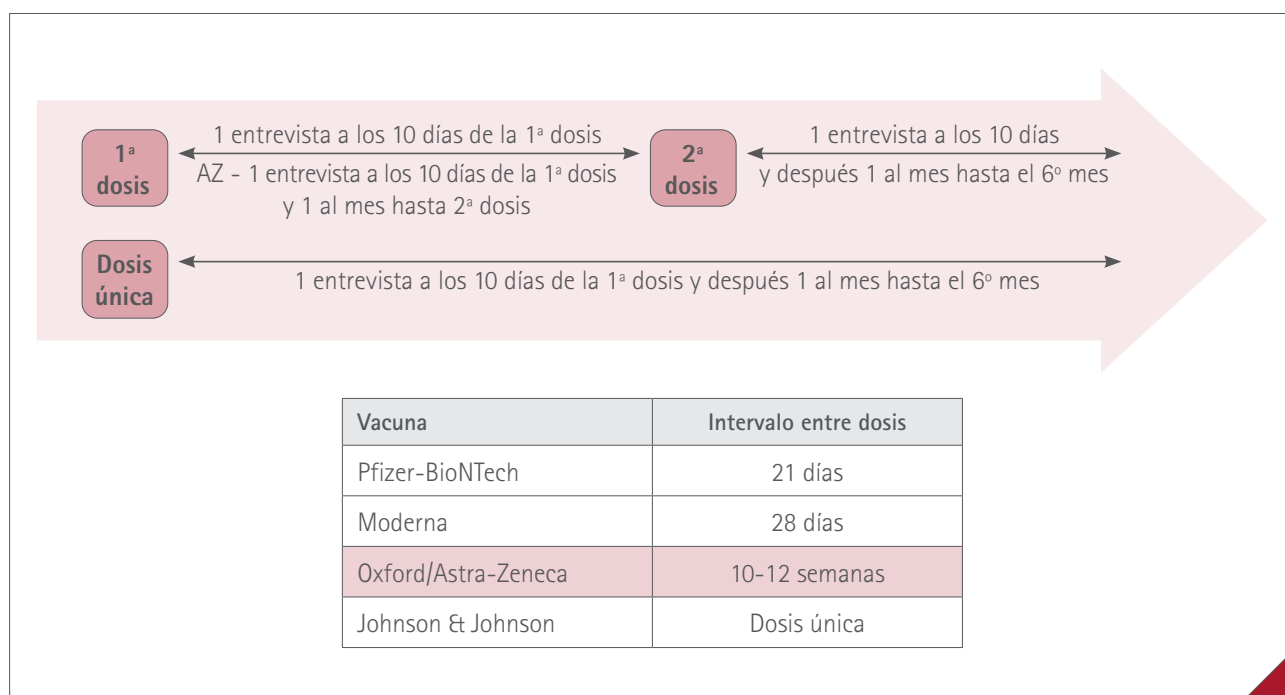 1ª
dosis
1 entrevista a los 10 días de la 1ª dosis
AZ - 1 entrevista a los 10 días de la 1ª dosis
y 1 al mes hasta 2ª dosis
2ª
dosis
1 entrevista a los 10 días
y después 1 al mes hasta el 6º mes
Dosis
única
1 entrevista a los 10 días de la 1ª dosis y después 1 al mes hasta el 6º mes
Vacuna Intervalo entre dosis
Pfizer-BioNTech 21 días
Moderna 28 días
Oxford/Astra-Zeneca 10-12 semanas
Johnson & Johnson Dosis única